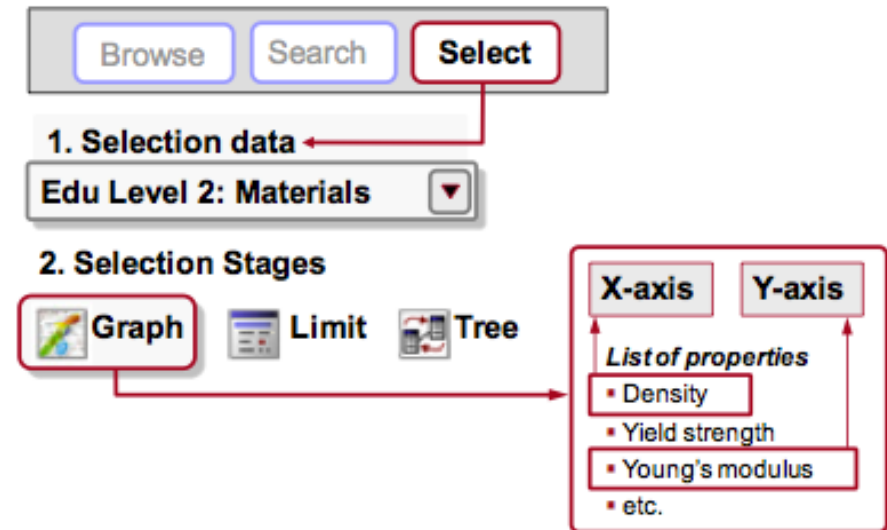 Browse Search Select
1. Selection data
Edu Level 2: Materials
2. Selection Stages
Graph Limit Tree
X-axis Y-axis
List of properties
▪ Density
▪ Yield strength
▪ Young's modulus
▪ etc.